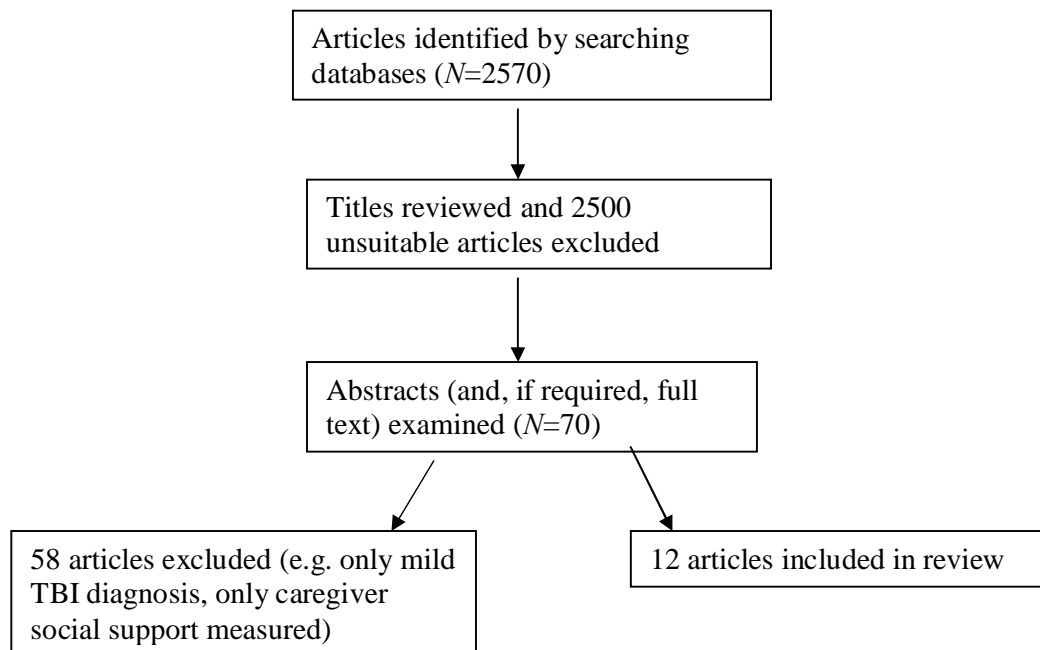 Articles identified by searching
databases (N=2570)
Titles reviewed and 2500
unsuitable articles excluded
Abstracts (and, if required, full
text) examined (N=70)
58 articles excluded (e.g. only mild
TBI diagnosis, only caregiver
social support measured)
12 articles included in review